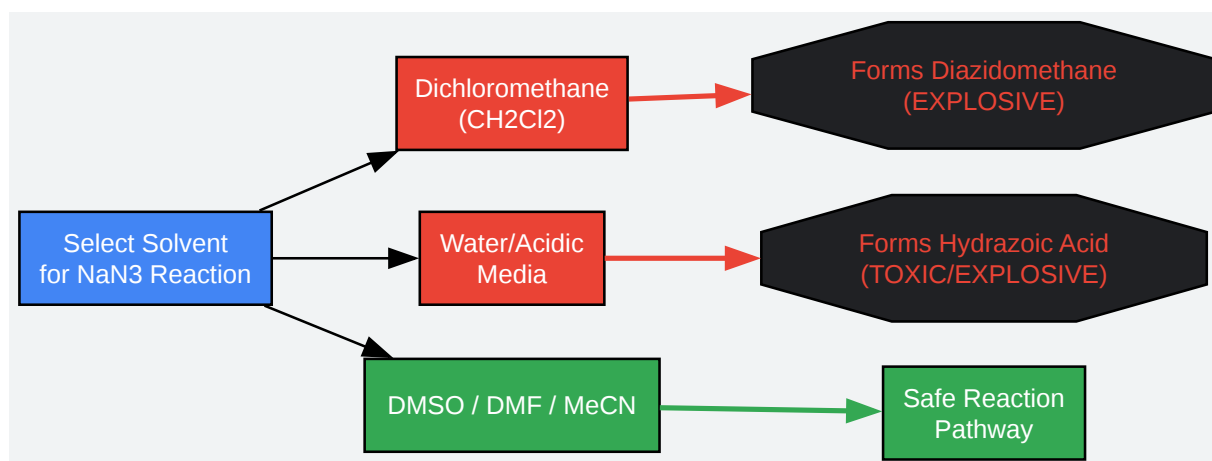 Dichloromethane
(CH2Cl2)
Forms Diazidomethane
(EXPLOSIVE)
Select Solvent
for NaN3 Reaction
Water/Acidic
Media
Forms Hydrazoic Acid
(TOXIC/EXPLOSIVE)
DMSO / DMF / MeCN
Safe Reaction
Pathway